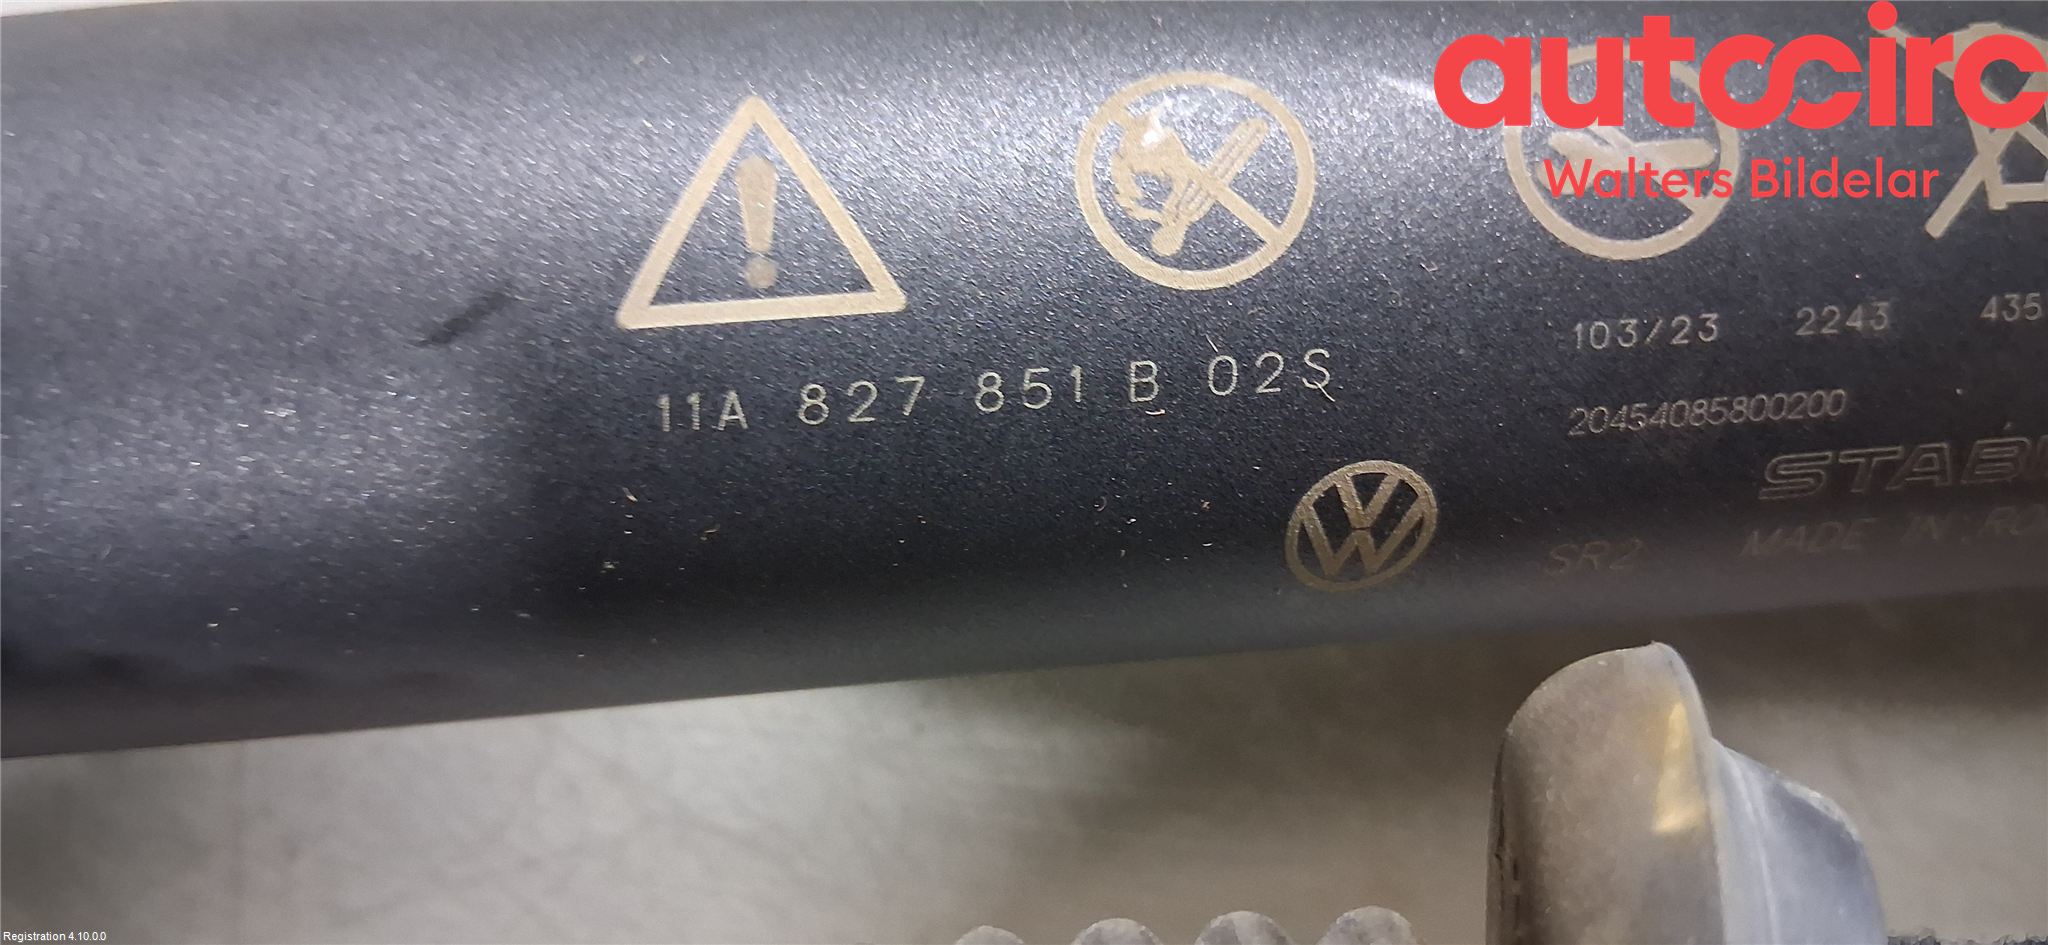 autocirc
Walters Bildelar
103/23 2243 435
11A 827 851 B 02S
20454085800200
SR2
MADE IN
Registration 4.10.0.0